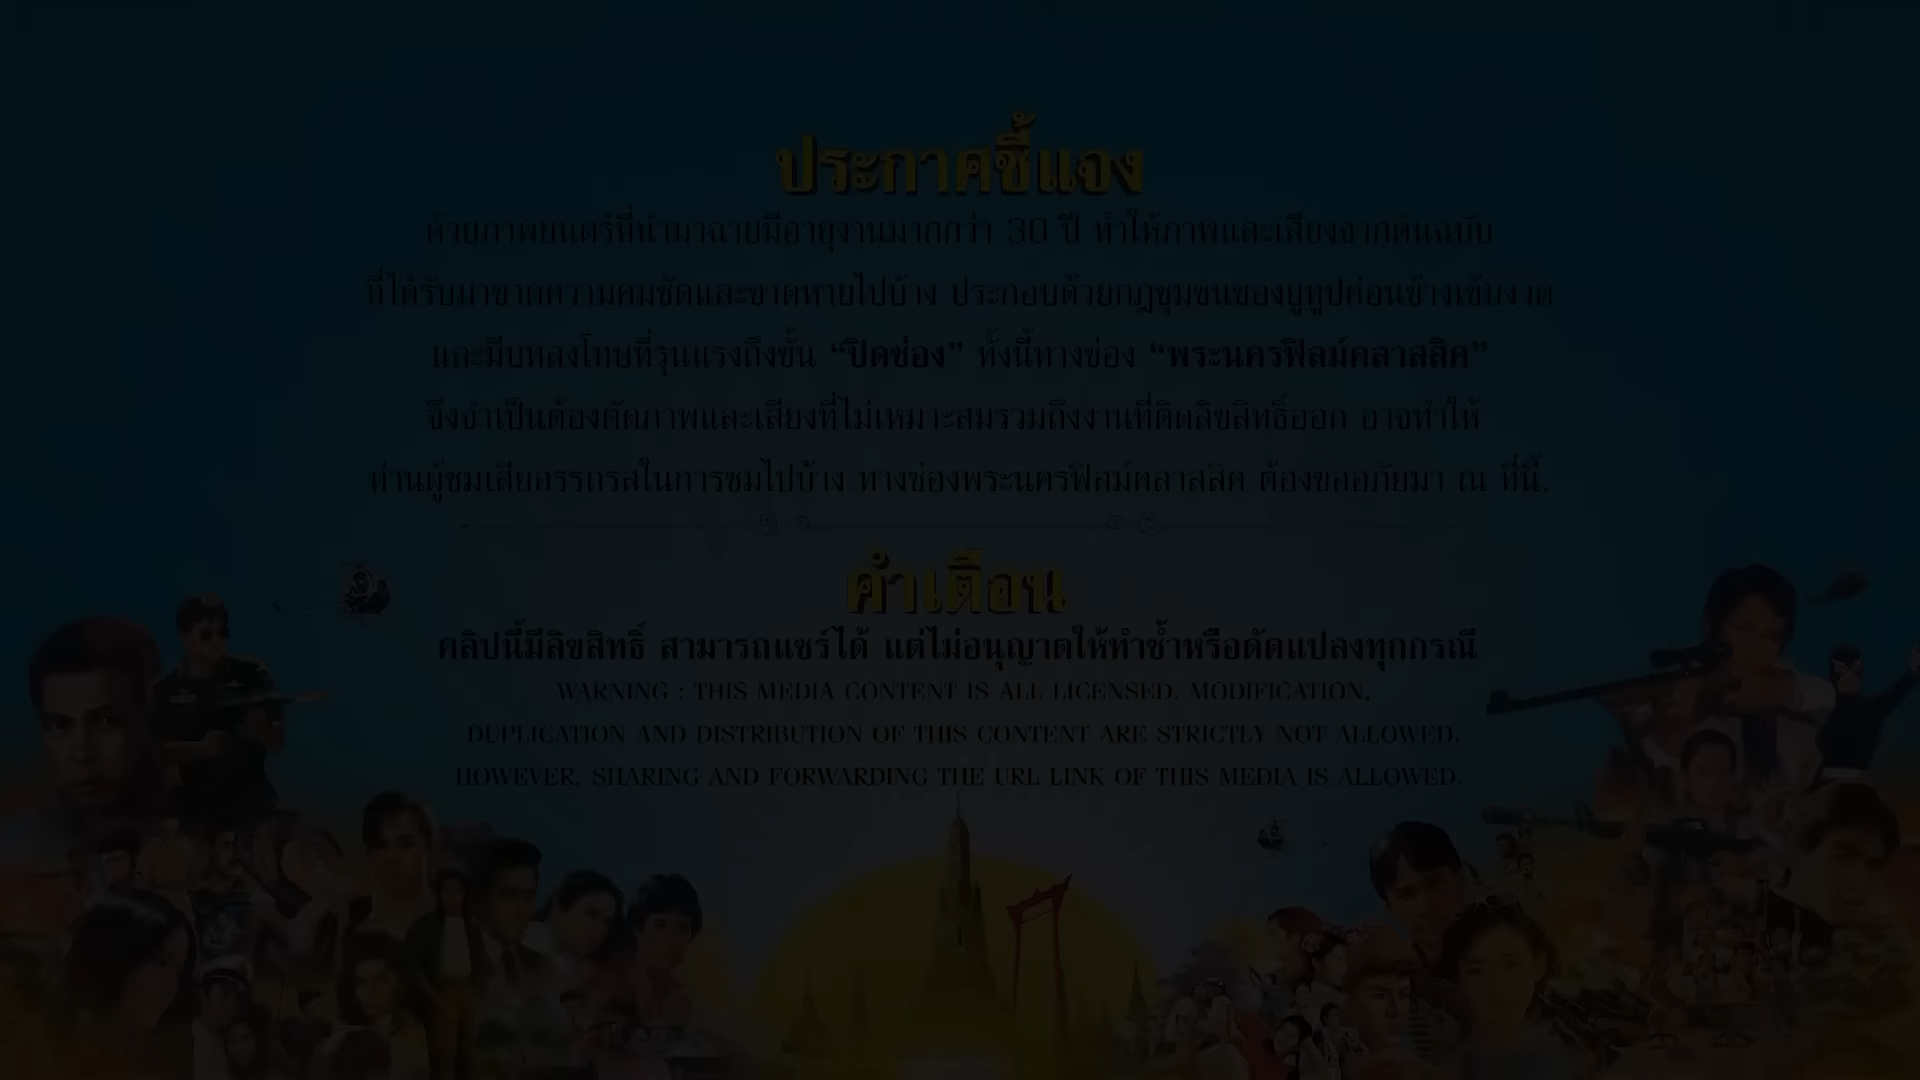 ประกาศชี้แจง
ด้วยภาพยนตร์ที่นำมาฉายมีอายุงานมากกว่า 30 ปี ทำให้ภาพและเสียงจากต้นฉบับ
ที่ได้รับมาขาดความคมชัดและขาดหายไปบ้าง ประกอบด้วยกฎชุมชนของยูทูปค่อนข้างเข้มงวด
และมีบทลงโทษที่รุนแรงถึงขั้น “ปิดช่อง” ทั้งนี้ทางช่อง “พระนครฟิลม์คลาสสิค”
จึงจำเป็นต้องตัดภาพและเสียงที่ไม่เหมาะสมรวมถึงงานที่ติดลิขสิทธิ์ออก อาจทำให้
ท่านผู้ชมเสียอรรถรสในการชมไปบ้าง ทางช่องพระนครฟิลม์คลาสสิค ต้องขออภัยมา ณ ที่นี้.
คำเตือน
คลิปนี้มีลิขสิทธิ์ สามารถแชร์ได้ แต่ไม่อนุญาตให้ทำซ้ำหรือดัดแปลงทุกกรณี
WARNING : THIS MEDIA CONTENT IS ALL LICENSED. MODIFICATION,
DUPLICATION AND DISTRIBUTION OF THIS CONTENT ARE STRICTLY NOT ALLOWED.
HOWEVER, SHARING AND FORWARDING THE URL LINK OF THIS MEDIA IS ALLOWED.